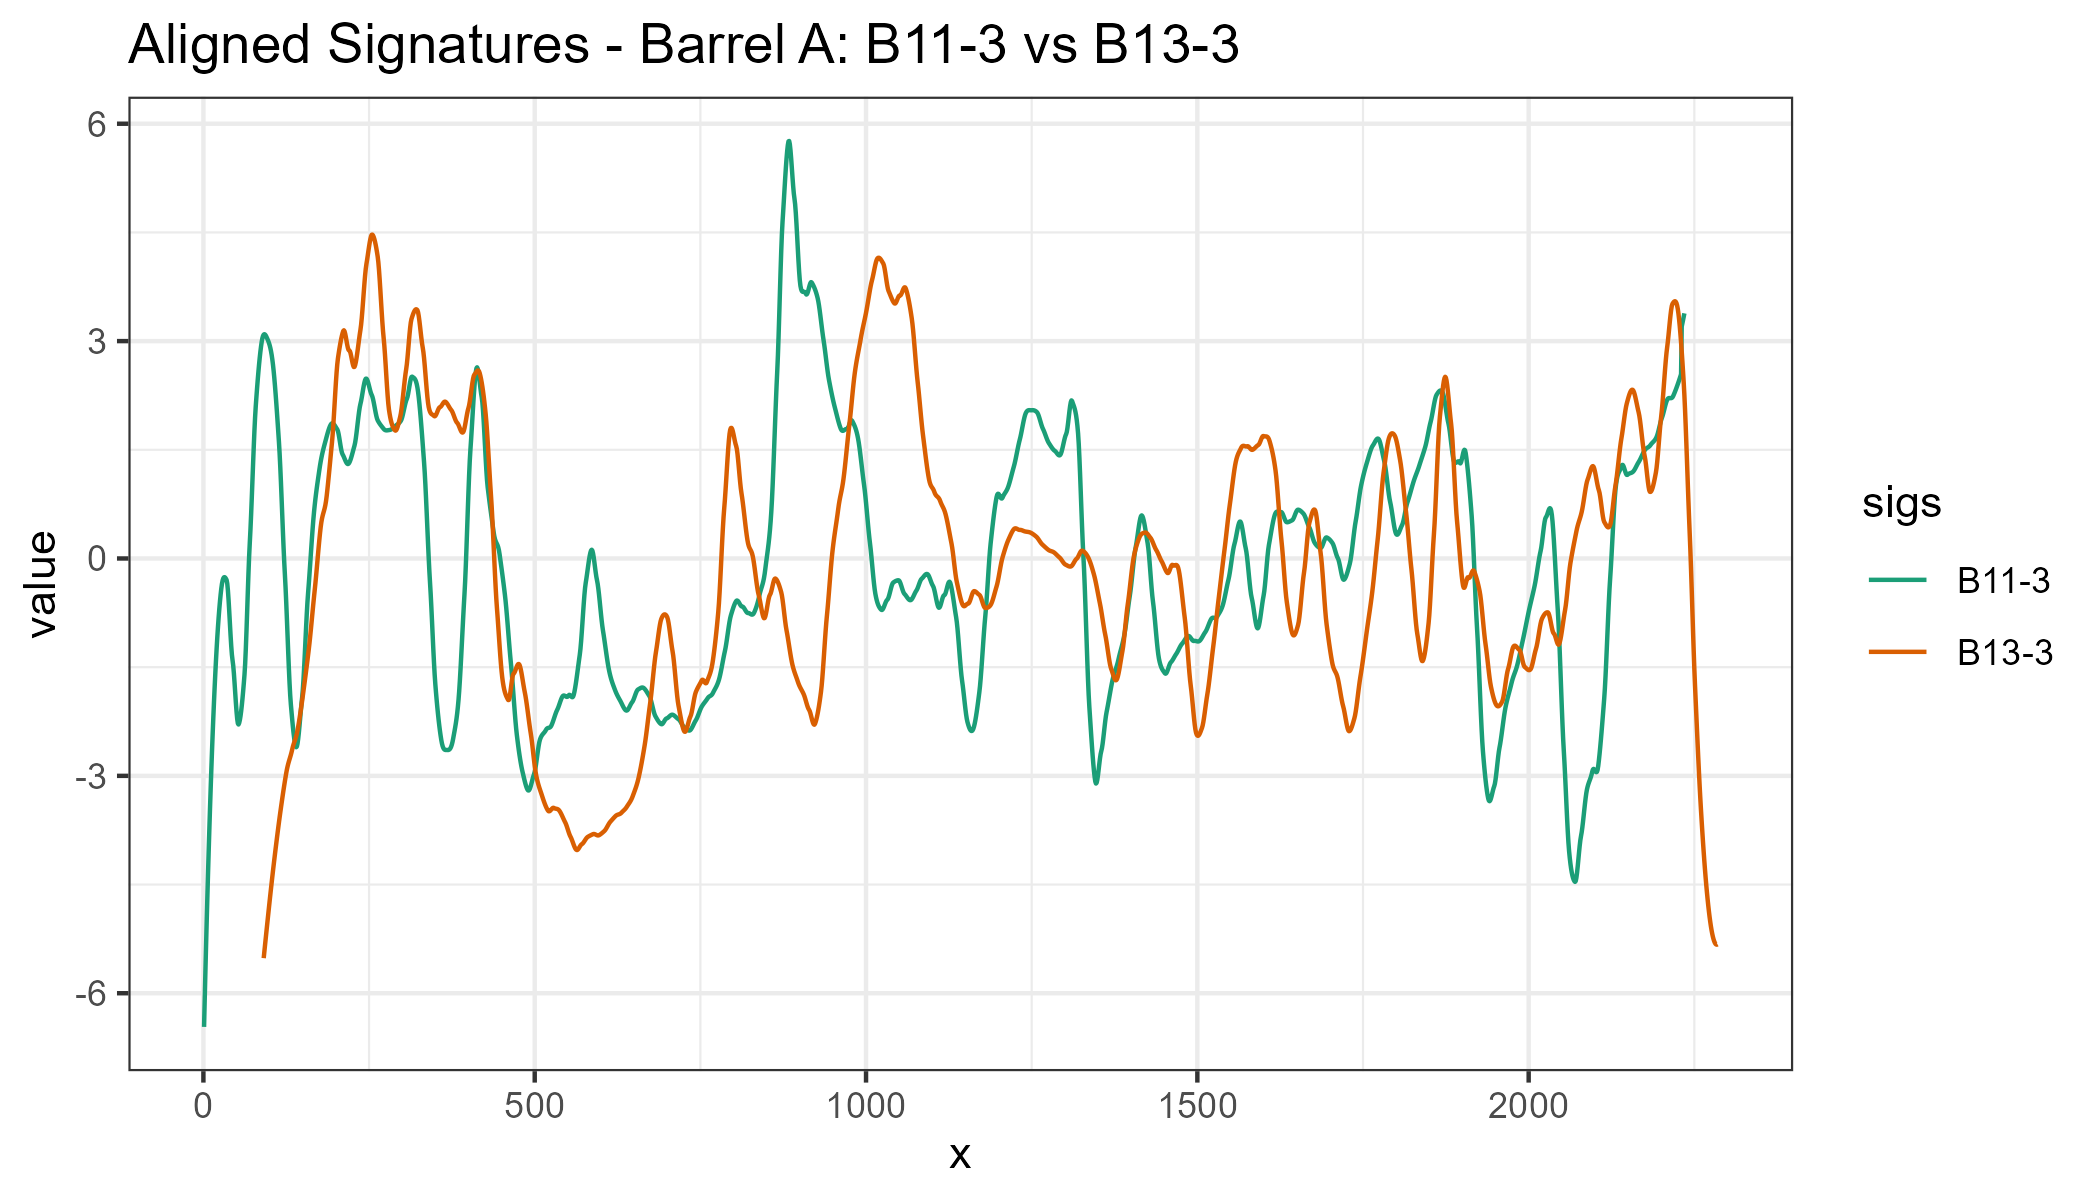 Aligned Signatures - Barrel A: B11-3 vs B13-3
6
3
0
-3
-6
value
0 500 1000 1500 2000
x
sigs
B11-3
B13-3